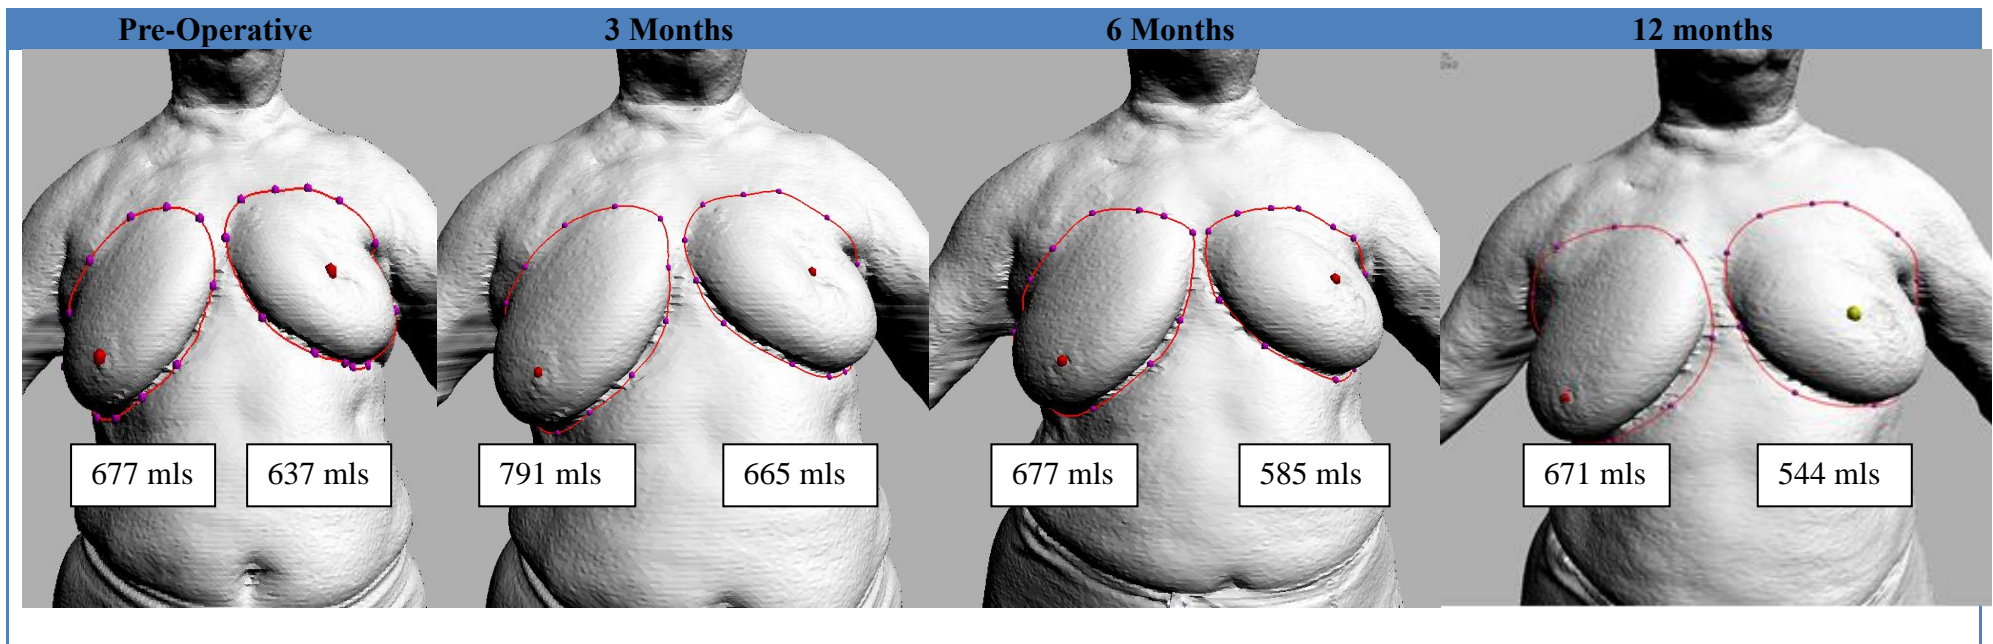 Pre-Operative
3 Months
6 Months
12 months
677 mls
637 mls
791 mls
665 mls
677 mls
585 mls
671 mls
544 mls